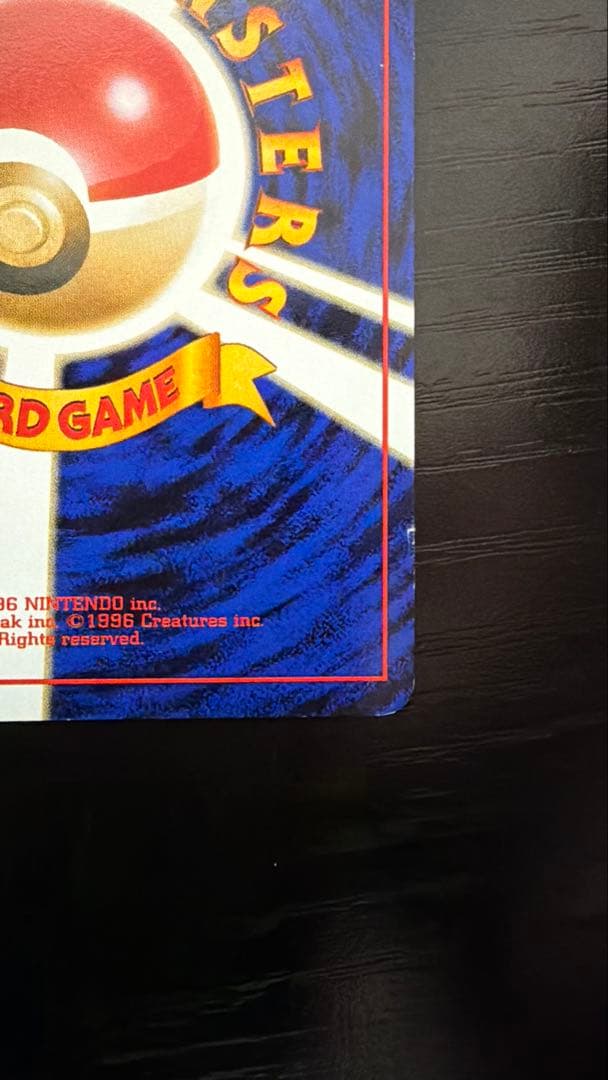 STERS
RD GAME
96 NINTENDO inc.
ak inc. ©1996 Creatures inc.
Rights reserved.